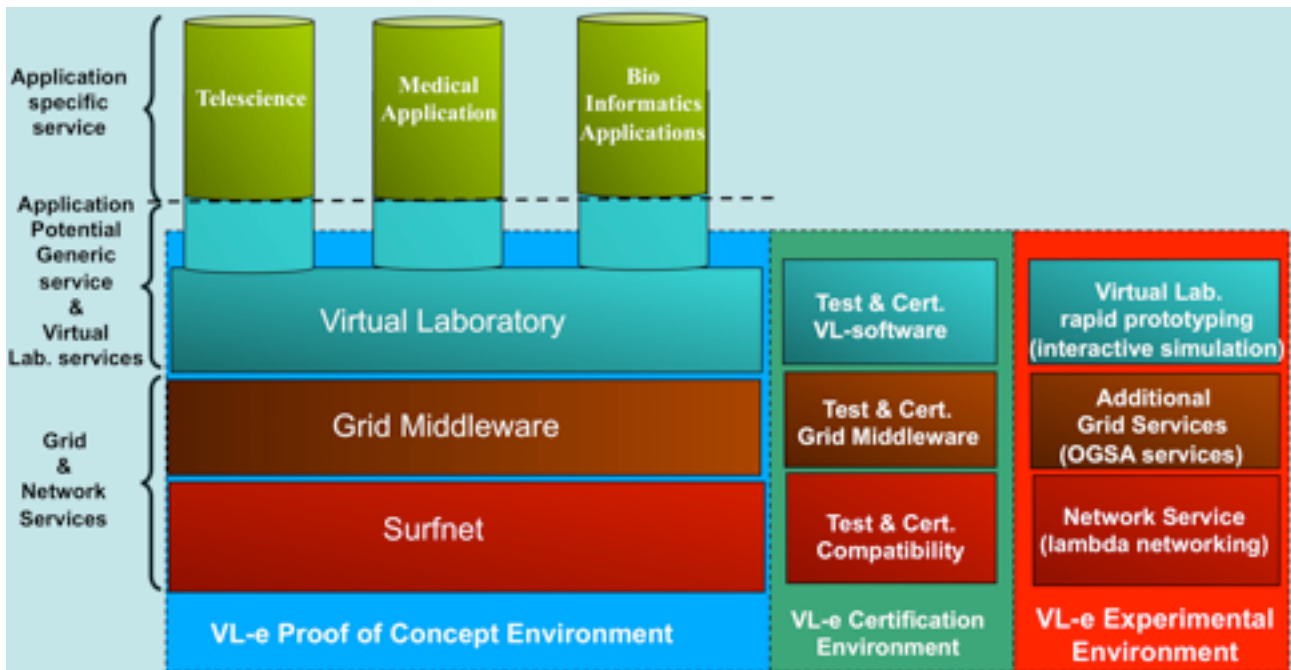 Application
specific
service
Telescience
Medical
Application
Bio
Informatics
Applications
Application
Potential
Generic
service
&
Virtual
Lab. services
Virtual Laboratory
Test & Cert.
VL-software
Virtual Lab.
rapid prototyping
(interactive simulation)
Grid
&
Network
Services
Grid Middleware
Test & Cert.
Grid Middleware
Additional
Grid Services
(OGSA services)
Surfnet
Test & Cert.
Compatibility
Network Service
(lambda networking)
VL-e Proof of Concept Environment
VL-e Certification
Environment
VL-e Experimental
Environment